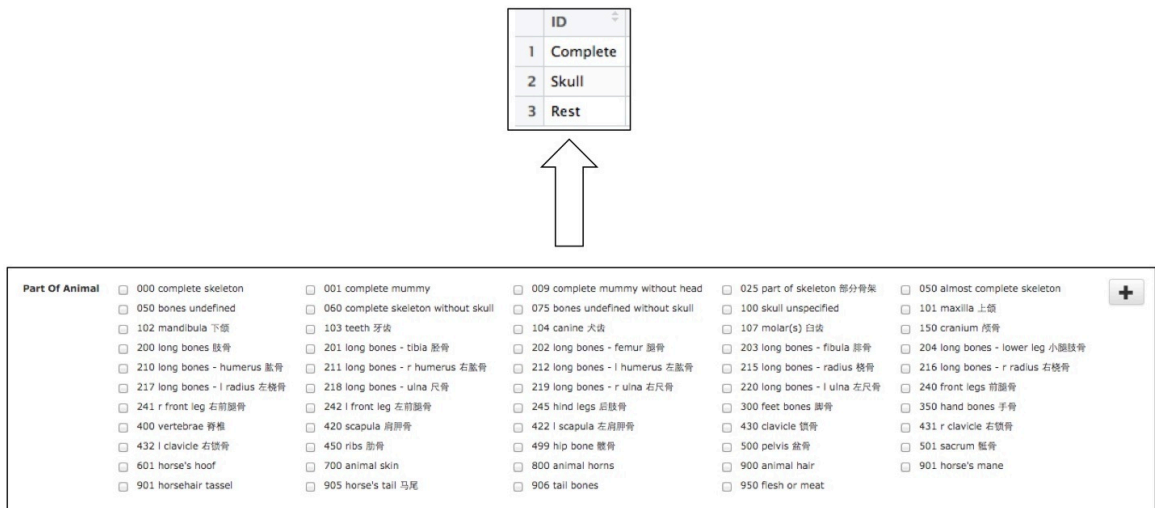 ID
1 Complete
2 Skull
3 Rest
Part Of Animal 000 complete skeleton 001 complete mummy 009 complete mummy without head 025 part of skeleton 部分骨架 050 almost complete skeleton
050 bones undefined 060 complete skeleton without skull 075 bones undefined without skull 100 skull unspecified 101 maxilla 上颌
102 mandibula 下颌 103 teeth 牙齿 104 canine 犬齿 107 molar(s) 臼齿 150 cranium 颅骨
200 long bones 肢骨 201 long bones - tibia 胫骨 202 long bones - femur 腿骨 203 long bones - fibula 腓骨 204 long bones - lower leg 小腿肢骨
210 long bones - humerus 肱骨 211 long bones - r humerus 右肱骨 212 long bones - l humerus 左肱骨 215 long bones - radius 桡骨 216 long bones - r radius 右桡骨
217 long bones - l radius 左桡骨 218 long bones - ulna 尺骨 219 long bones - r ulna 右尺骨 220 long bones - l ulna 左尺骨 240 front legs 前腿骨
241 r front leg 右前腿骨 242 l front leg 左前腿骨 245 hind legs 后肢骨 300 feet bones 脚骨 350 hand bones 手骨
400 vertebrae 脊椎 420 scapula 肩胛骨 422 l scapula 左肩胛骨 430 clavicle 锁骨 431 r clavicle 右锁骨
432 l clavicle 右锁骨 450 ribs 肋骨 499 hip bone 髋骨 500 pelvis 盆骨 501 sacrum 骶骨
601 horse's hoof 700 animal skin 800 animal horns 900 animal hair 901 horse's mane
901 horsehair tassel 905 horse's tail 马尾 906 tail bones 950 flesh or meat